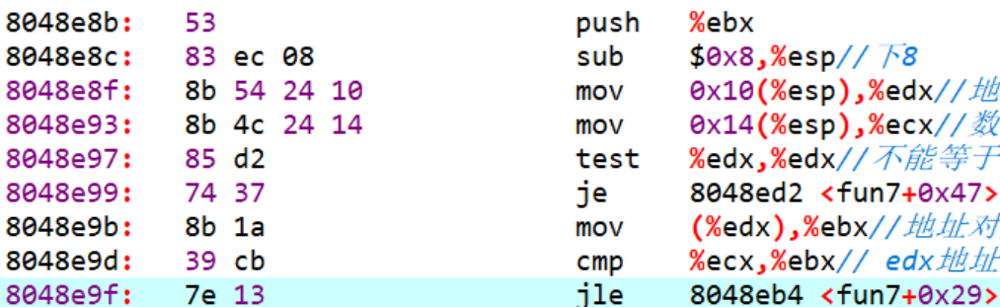 8048e8b: 53 push %ebx
8048e8c: 83 ec 08 sub $0x8,%esp//下8
8048e8f: 8b 54 24 10 mov 0x10(%esp),%edx//地
8048e93: 8b 4c 24 14 mov 0x14(%esp),%ecx//数
8048e97: 85 d2 test %edx,%edx//不能等于
8048e99: 74 37 je 8048ed2 <fun7+0x47>
8048e9b: 8b 1a mov (%edx),%ebx//地址对
8048e9d: 39 cb cmp %ecx,%ebx// edx地址
8048e9f: 7e 13 jle 8048eb4 <fun7+0x29>